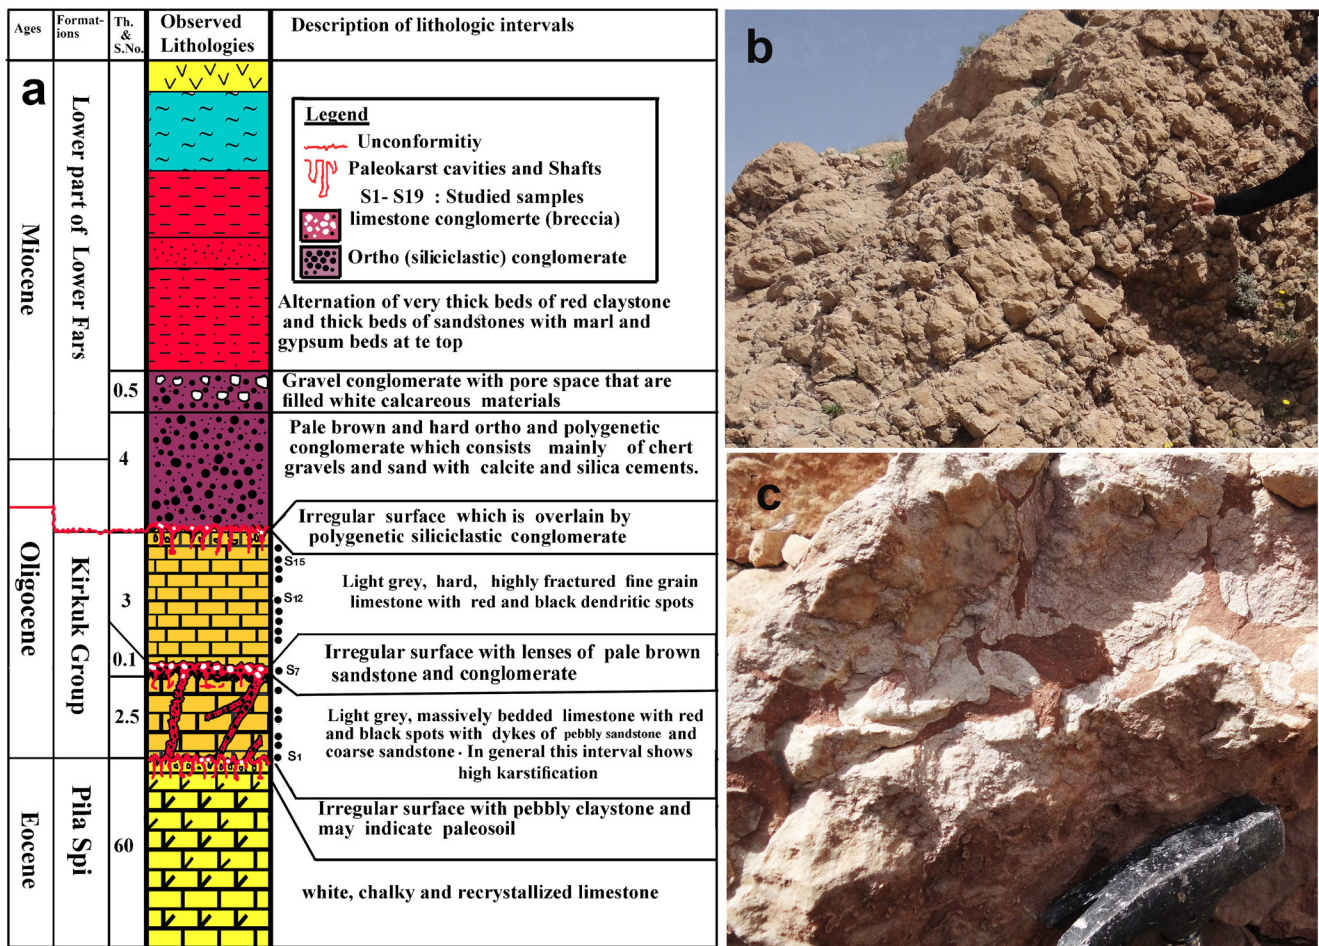 Ages
Format-
ions
Th.
&
S.No.
Observed
Lithologies
Description of lithologic intervals
a
Miocene
Oligocene
Eocene
Lower part of Lower Fars
Kirkuk Group
Pila Spi
0.5
4
3
0.1
2.5
60
Legend
Unconformitiy
Paleokarst cavities and Shafts
S1- S19 : Studied samples
limestone conglomerte (breccia)
Ortho (siliciclastic) conglomerate
Alternation of very thick beds of red claystone
and thick beds of sandstones with marl and
gypsum beds at te top
Gravel conglomerate with pore space that are
filled white calcareous materials
Pale brown and hard ortho and polygenetic
conglomerate which consists mainly of chert
gravels and sand with calcite and silica cements.
Irregular surface which is overlain by
polygenetic siliciclastic conglomerate
S15
S12
S7
S1
Light grey, hard, highly fractured fine grain
limestone with red and black dendritic spots
Irregular surface with lenses of pale brown
sandstone and conglomerate
Light grey, massively bedded limestone with red
and black spots with dykes of pebbly sandstone and
coarse sandstone. In general this interval shows
high karstification
Irregular surface with pebbly claystone and
may indicate paleosoil
white, chalky and recrystallized limestone
b
c